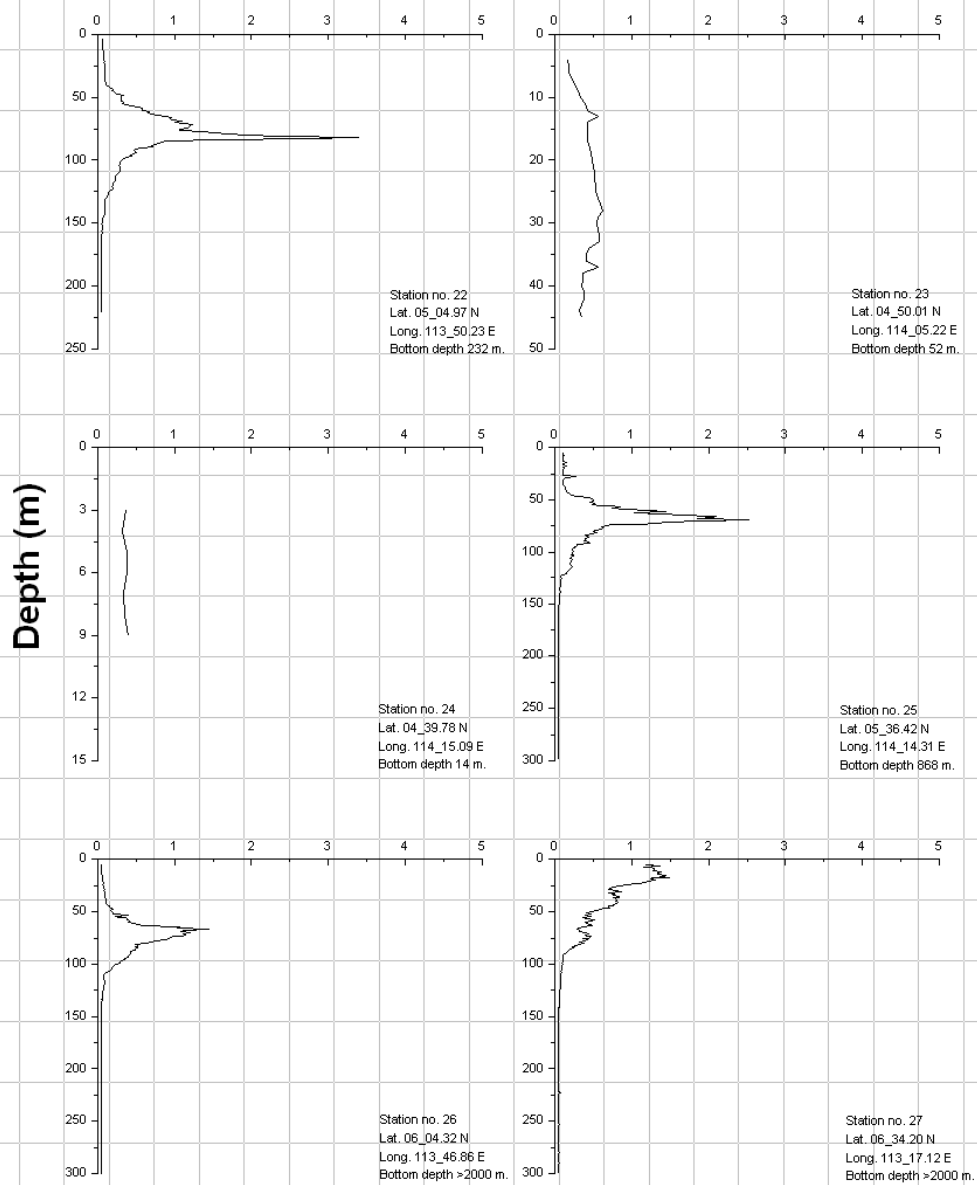 0 1 2 3 4 5
0
50
100
150
200
250
Station no. 22
Lat. 05_04.97 N
Long. 113_50.23 E
Bottom depth 232 m.
0 1 2 3 4 5
0
10
20
30
40
50
Station no. 23
Lat. 04_50.01 N
Long. 114_05.22 E
Bottom depth 52 m.
Depth (m)
0 1 2 3 4 5
0
3
6
9
12
15
Station no. 24
Lat. 04_39.78 N
Long. 114_15.09 E
Bottom depth 14 m.
0 1 2 3 4 5
0
50
100
150
200
250
300
Station no. 25
Lat. 05_36.42 N
Long. 114_14.31 E
Bottom depth 868 m.
0 1 2 3 4 5
0
50
100
150
200
250
300
Station no. 26
Lat. 06_04.32 N
Long. 113_46.86 E
Bottom depth >2000 m.
0 1 2 3 4 5
0
50
100
150
200
250
300
Station no. 27
Lat. 06_34.20 N
Long. 113_17.12 E
Bottom depth >2000 m.